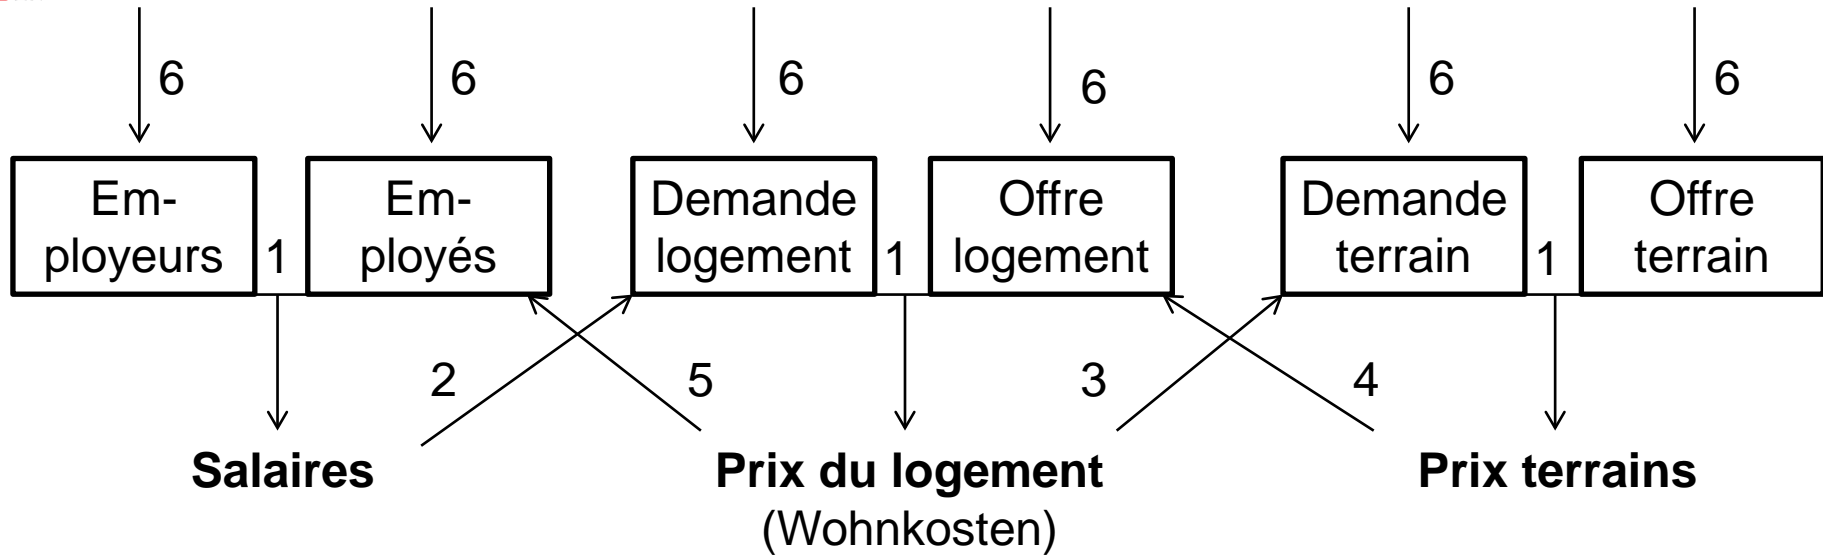 6 6 6 6 6 6
Em-
ployeurs
1
Em-
ployés
Demande
logement
1
Offre
logement
Demande
terrain
1
Offre
terrain
2 5 3 4
Salaires
Prix du logement
(Wohnkosten)
Prix terrains